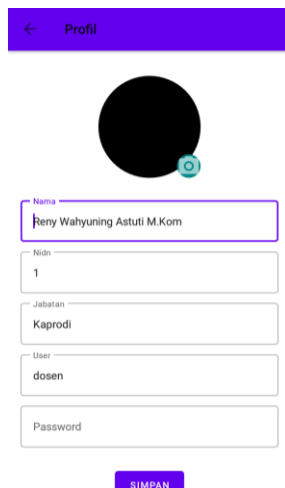 Profil
Nama
Reny Wahyuning Astuti M.Kom
Nidn
1
Jabatan
Kaprodi
User
dosen
Password
SIMPAN